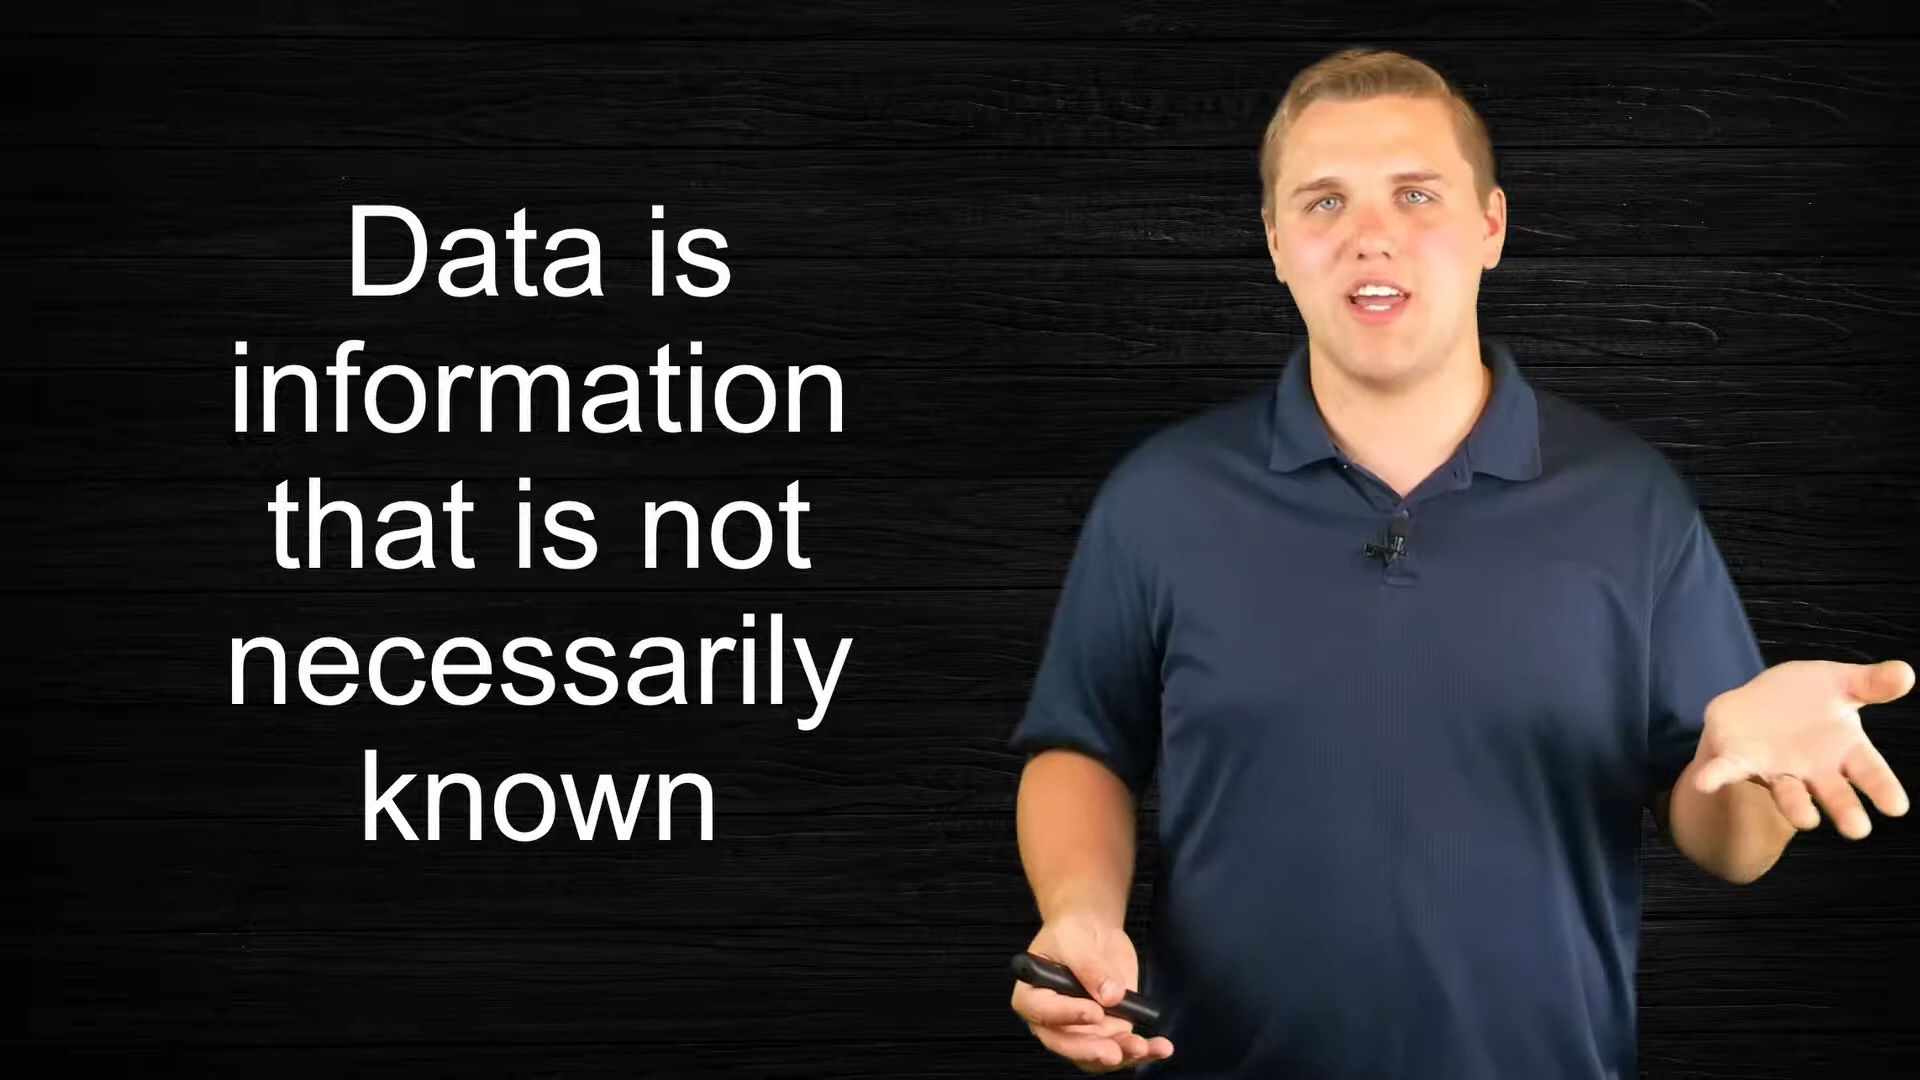 Data is
information
that is not
necessarily
known